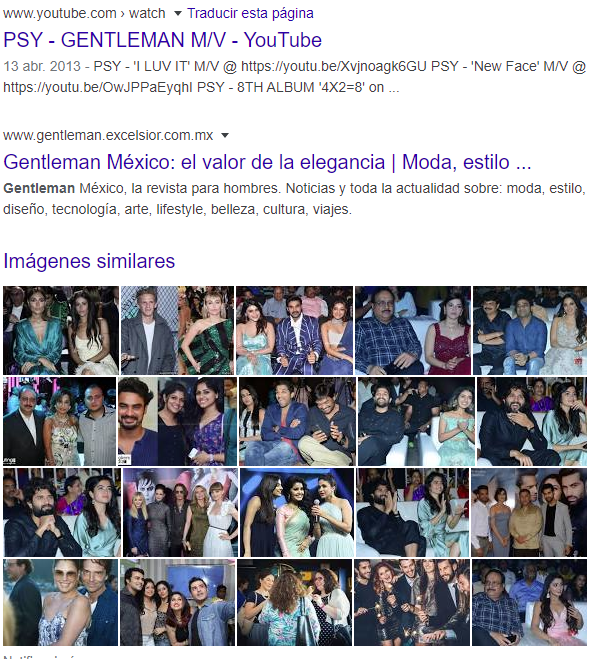 www.youtube.com › watch ▼ Traducir esta página
PSY - GENTLEMAN M/V - YouTube
13 abr. 2013 - PSY - 'I LUV IT' M/V @ https://youtu.be/Xvjnoagk6GU PSY - 'New Face' M/V @
https://youtu.be/OwJPPaEyqhI PSY - 8TH ALBUM '4X2=8' on ...
www.gentleman.excelsior.com.mx ▼
Gentleman México: el valor de la elegancia | Moda, estilo ...
Gentleman México, la revista para hombres. Noticias y toda la actualidad sobre: moda, estilo,
diseño, tecnología, arte, lifestyle, belleza, cultura, viajes.
Imágenes similares